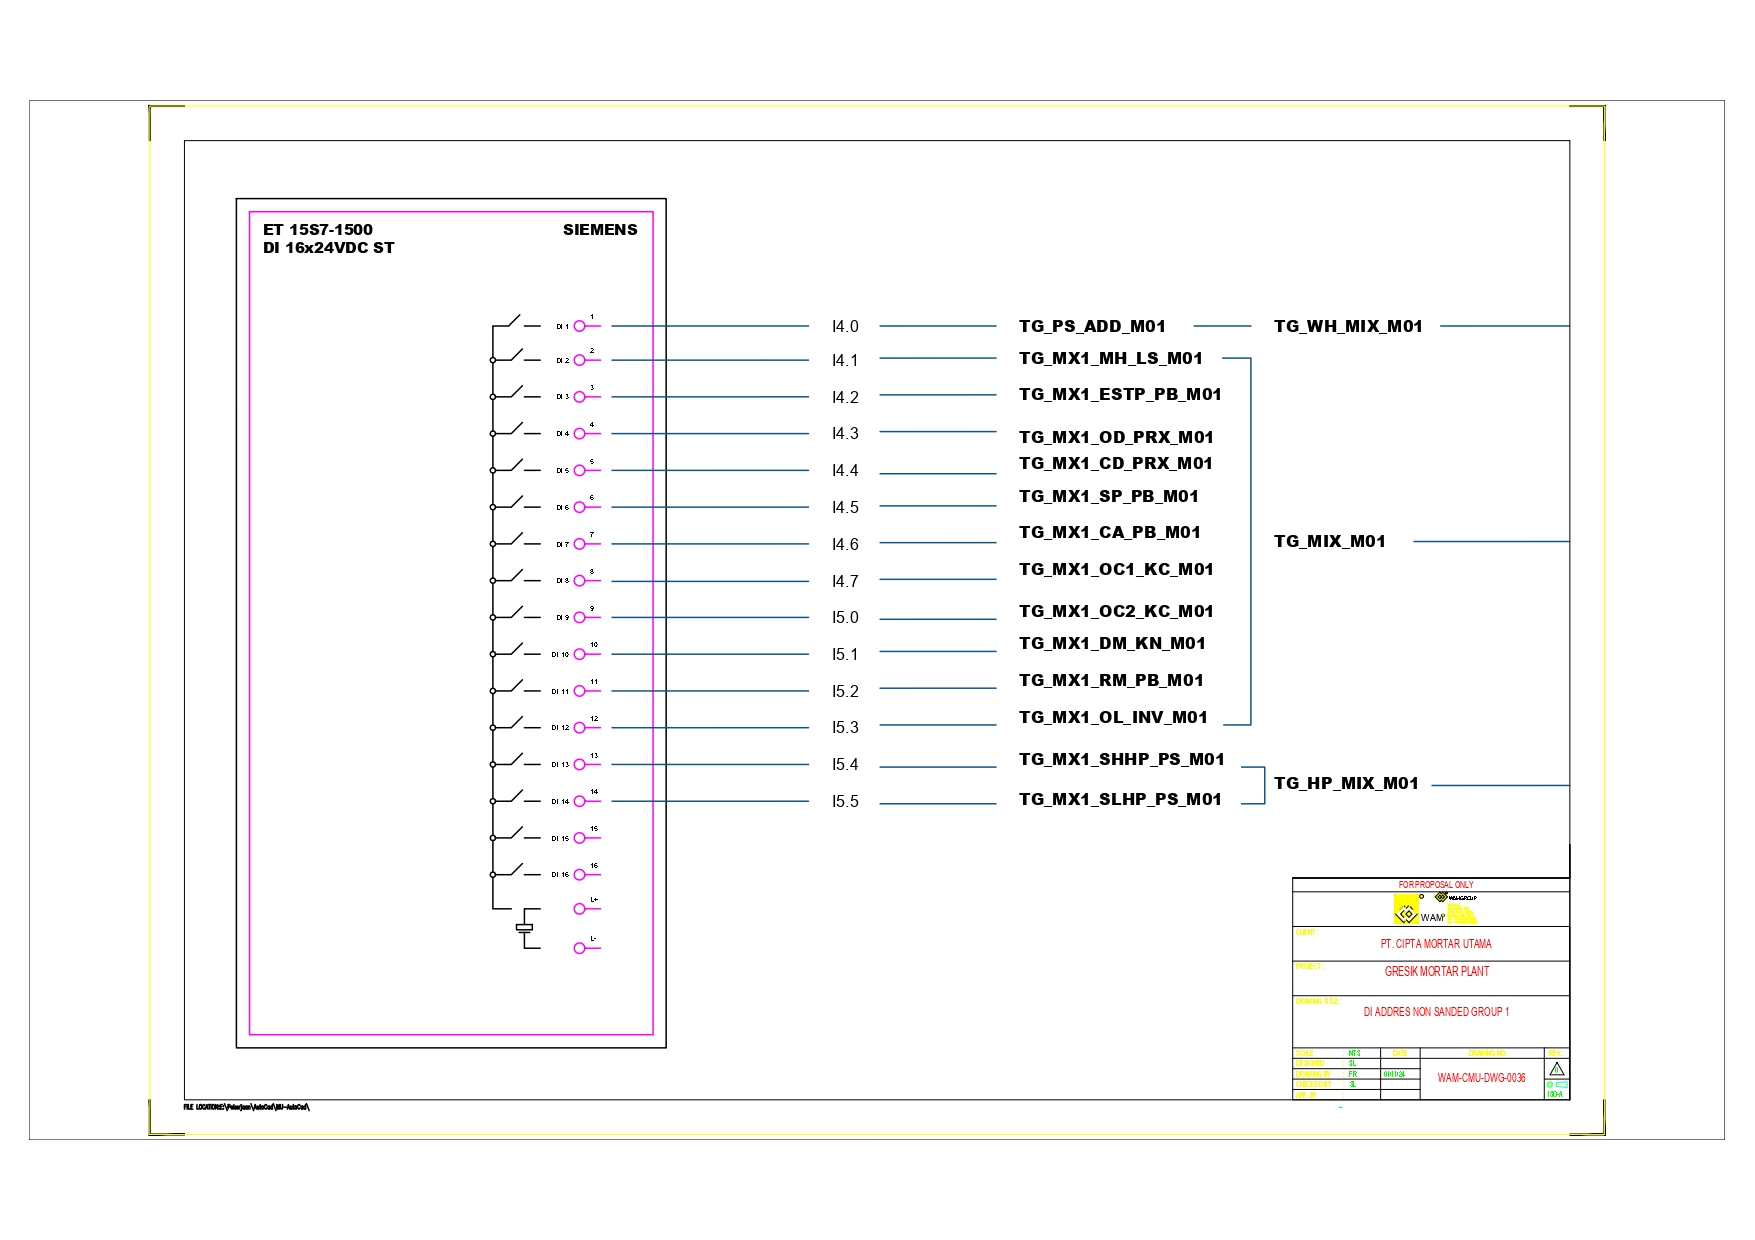 ET 15S7-1500 SIEMENS
DI 16x24VDC ST
DI 1 1 I4.0 TG_PS_ADD_M01 TG_WH_MIX_M01
DI 2 2 I4.1 TG_MX1_MH_LS_M01
DI 3 3 I4.2 TG_MX1_ESTP_PB_M01
DI 4 4 I4.3 TG_MX1_OD_PRX_M01
DI 5 5 I4.4 TG_MX1_CD_PRX_M01
DI 6 6 I4.5 TG_MX1_SP_PB_M01
DI 7 7 I4.6 TG_MX1_CA_PB_M01 TG_MIX_M01
DI 8 8 I4.7 TG_MX1_OC1_KC_M01
DI 9 9 I5.0 TG_MX1_OC2_KC_M01
DI 10 10 I5.1 TG_MX1_DM_KN_M01
DI 11 11 I5.2 TG_MX1_RM_PB_M01
DI 12 12 I5.3 TG_MX1_OL_INV_M01
DI 13 13 I5.4 TG_MX1_SHHP_PS_M01
TG_HP_MIX_M01
DI 14 14 I5.5 TG_MX1_SLHP_PS_M01
DI 15 15
DI 16 16
L+
L-
FOR PROPOSAL ONLY
WAMGROUP
WAM
CLIENT :
PT. CIPTA MORTAR UTAMA
PROJECT :
GRESIK MORTAR PLANT
DRAWING TITLE :
DI ADDRES NON SANDED GROUP 1
SCALE : NTS DATE DRAWING NO. REV.
DESIGNED : SL
DRAWING BY : FR WAM-CMU-DWG-0036
CHECKED BY : SL
APP. BY : ISO-A
FILE LOCATION:E:\Pekerjaan\AutoCad\MU-AutoCad\